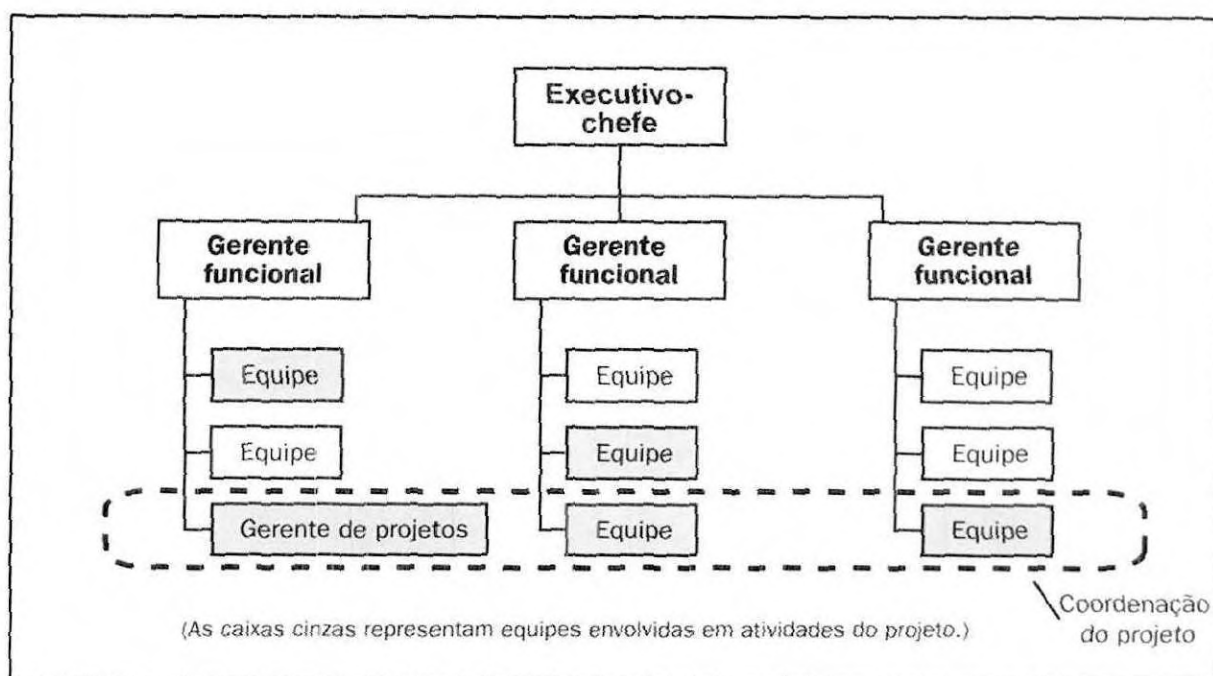 Executivo-
chefe
Gerente
funcional
Gerente
funcional
Gerente
funcional
Equipe
Equipe
Equipe
Equipe
Equipe
Equipe
Gerente de projetos
Equipe
Equipe
Coordenação
do projeto
(As caixas cinzas representam equipes envolvidas em atividades do projeto.)